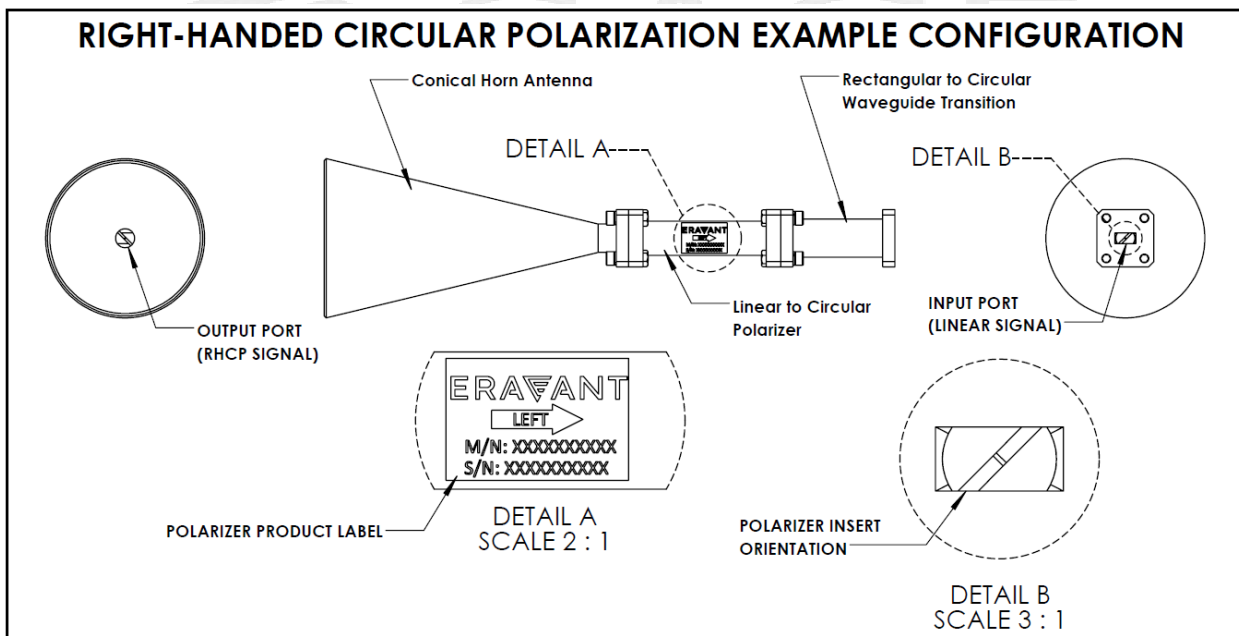 RIGHT-HANDED CIRCULAR POLARIZATION EXAMPLE CONFIGURATION
Conical Horn Antenna
Rectangular to Circular
Waveguide Transition
DETAIL A
DETAIL B
ERAVANT
OUTPUT PORT
(RHCP SIGNAL)
Linear to Circular
Polarizer
INPUT PORT
(LINEAR SIGNAL)
ERAVANT
LEFT
M/N: XXXXXXXXXX
S/N: XXXXXXXXXX
POLARIZER PRODUCT LABEL
DETAIL A
SCALE 2 : 1
POLARIZER INSERT
ORIENTATION
DETAIL B
SCALE 3 : 1